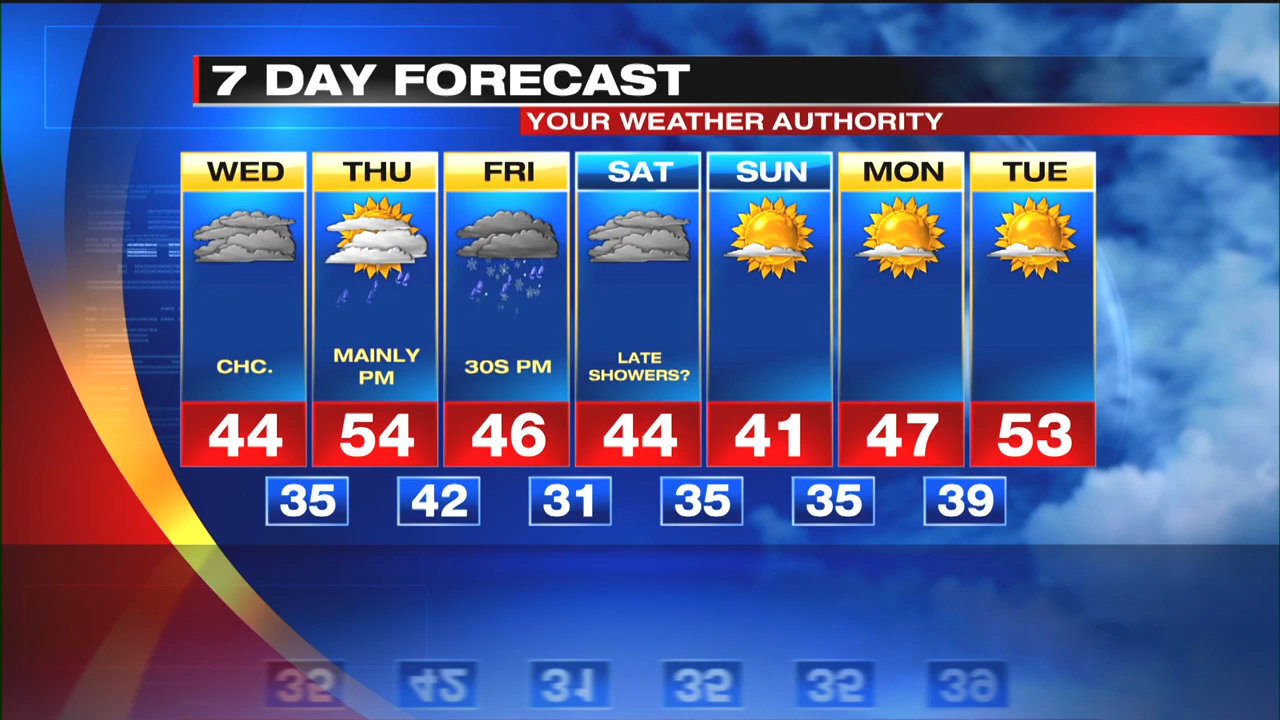 7 DAY FORECAST
YOUR WEATHER AUTHORITY
WED THU FRI SAT SUN MON TUE
CHC.
MAINLY
PM
30S PM
LATE
SHOWERS?
44 54 46 44 41 47 53
35 42 31 35 35 39